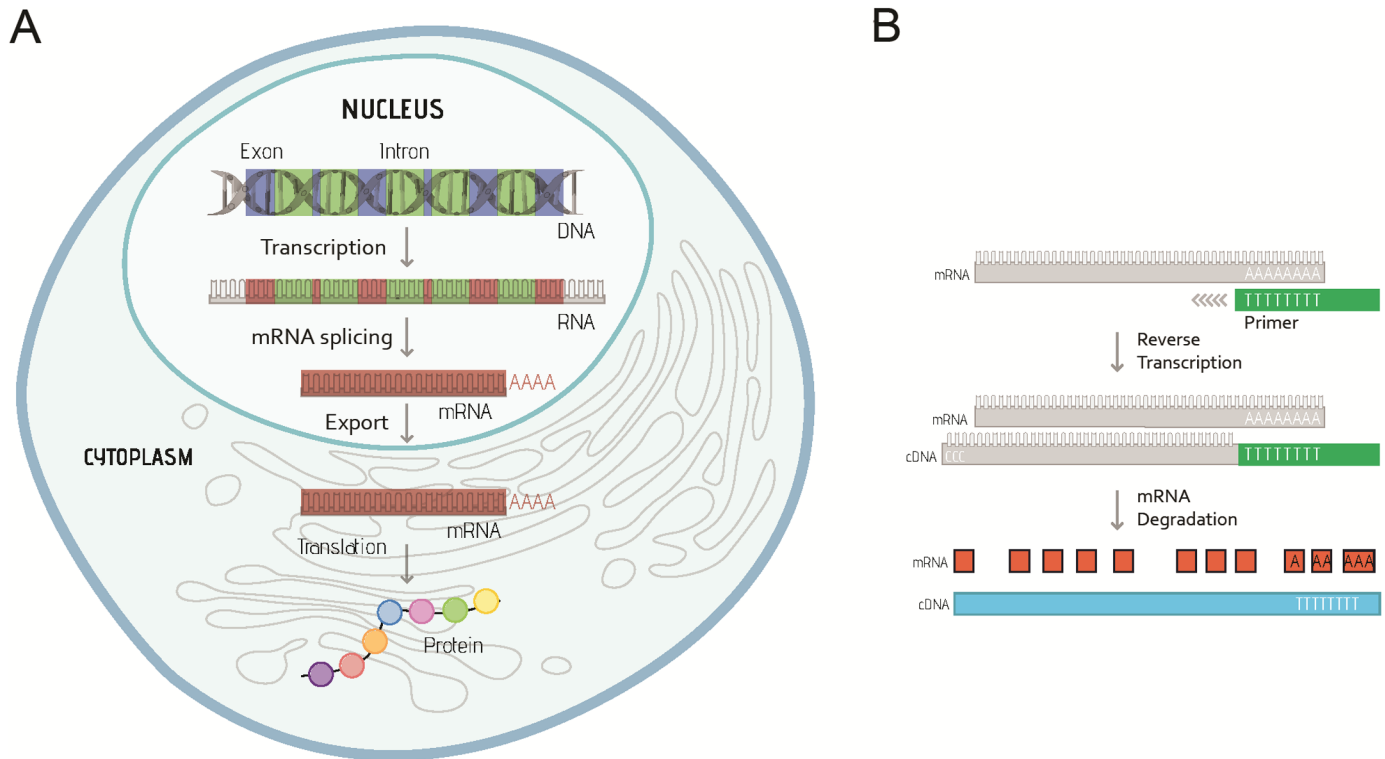 A
NUCLEUS
Exon
Intron
DNA
Transcription
RNA
mRNA splicing
AAAA
mRNA
Export
CYTOPLASM
AAAA
mRNA
Translation
Protein
B
mRNA
AAAAAAAA
TTTTTTTT
Primer
Reverse
Transcription
mRNA
AAAAAAAA
cDNA
CCC
TTTTTTTT
mRNA
Degradation
mRNA
A AA AAA
cDNA
TTTTTTTT